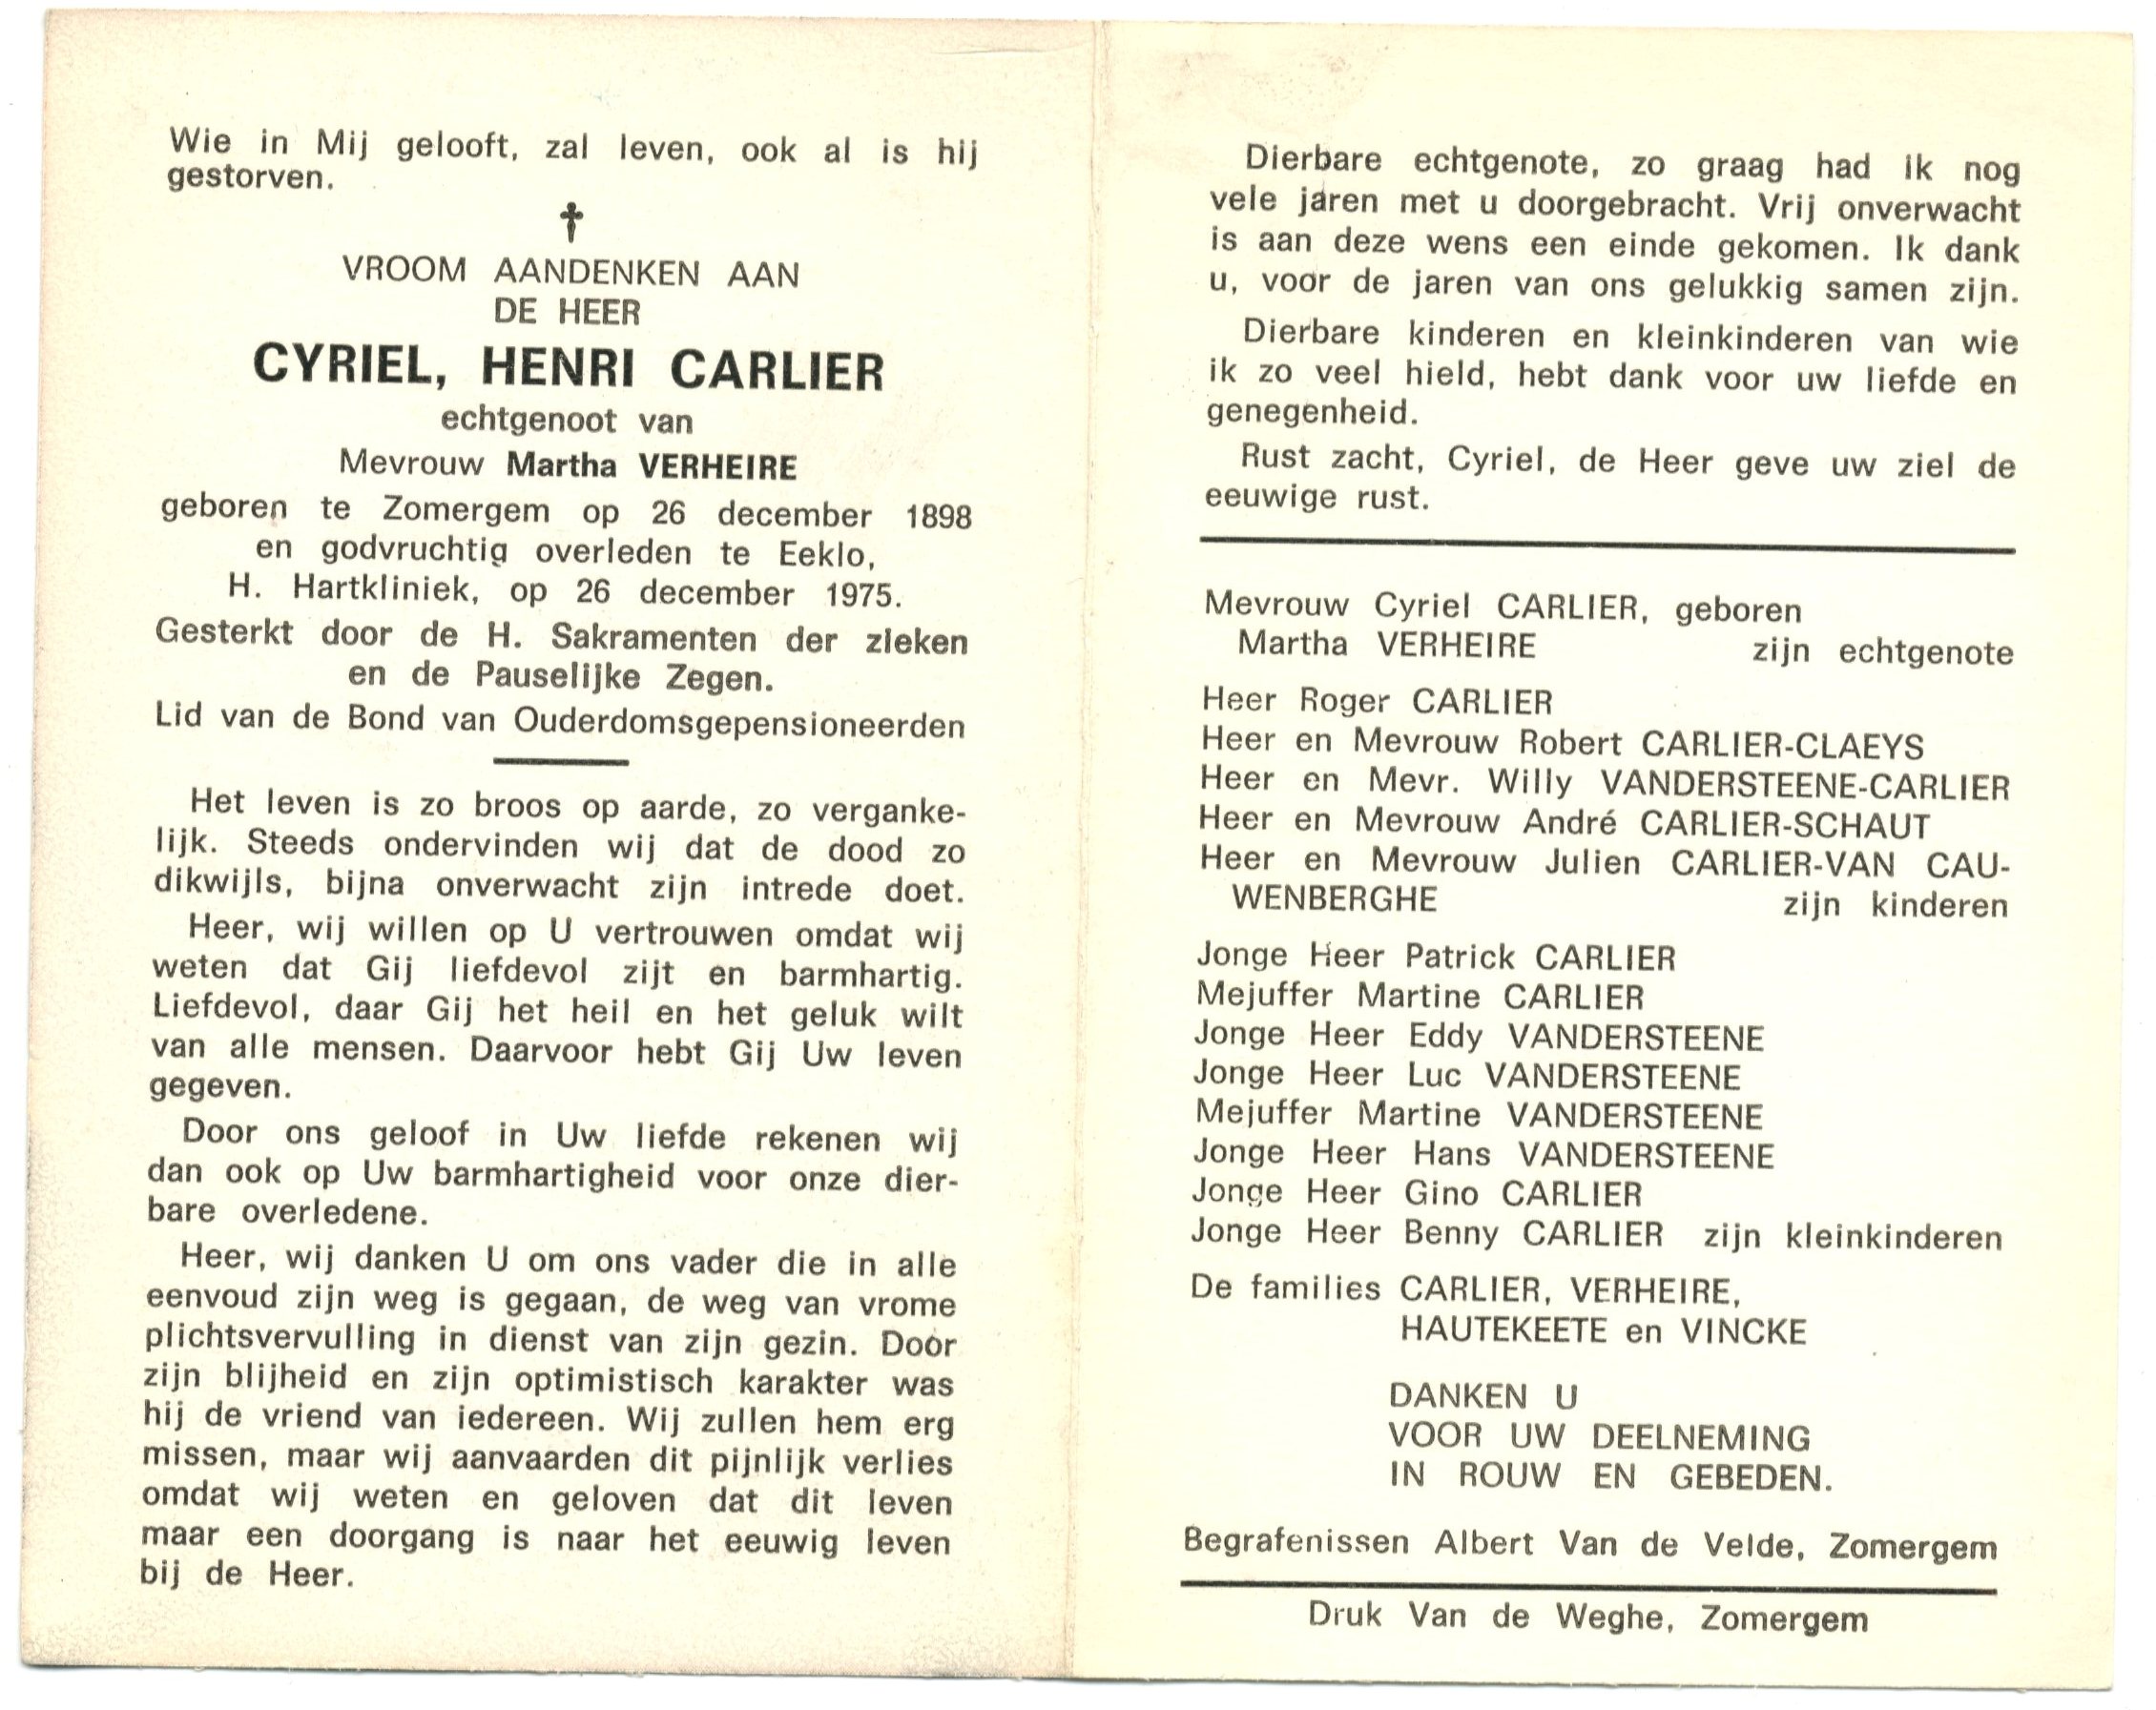 Wie in Mij gelooft, zal leven, ook al is hij
gestorven.
VROOM AANDENKEN AAN
DE HEER
CYRIEL, HENRI CARLIER
echtgenoot van
Mevrouw Martha VERHEIRE
geboren te Zomergem op 26 december 1898
en godvruchtig overleden te Eeklo,
H. Hartkliniek, op 26 december 1975.
Gesterkt door de H. Sakramenten der zieken
en de Pauselijke Zegen.
Lid van de Bond van Ouderdomsgepensioneerden
Het leven is zo broos op aarde, zo verganke-
lijk. Steeds ondervinden wij dat de dood zo
dikwijls, bijna onverwacht zijn intrede doet.
Heer, wij willen op U vertrouwen omdat wij
weten dat Gij liefdevol zijt en barmhartig.
Liefdevol, daar Gij het heil en het geluk wilt
van alle mensen. Daarvoor hebt Gij Uw leven
gegeven.
Door ons geloof in Uw liefde rekenen wij
dan ook op Uw barmhartigheid voor onze dier-
bare overledene.
Heer, wij danken U om ons vader die in alle
eenvoud zijn weg is gegaan, de weg van vrome
plichtsvervulling in dienst van zijn gezin. Door
zijn blijheid en zijn optimistisch karakter was
hij de vriend van iedereen. Wij zullen hem erg
missen, maar wij aanvaarden dit pijnlijk verlies
omdat wij weten en geloven dat dit leven
maar een doorgang is naar het eeuwig leven
bij de Heer.
Dierbare echtgenote, zo graag had ik nog
vele jaren met u doorgebracht. Vrij onverwacht
is aan deze wens een einde gekomen. Ik dank
u, voor de jaren van ons gelukkig samen zijn.
Dierbare kinderen en kleinkinderen van wie
ik zo veel hield, hebt dank voor uw liefde en
genegenheid.
Rust zacht, Cyriel, de Heer geve uw ziel de
eeuwige rust.
Mevrouw Cyriel CARLIER, geboren
Martha VERHEIRE zijn echtgenote
Heer Roger CARLIER
Heer en Mevrouw Robert CARLIER-CLAEYS
Heer en Mevr. Willy VANDERSTEENE-CARLIER
Heer en Mevrouw André CARLIER-SCHAUT
Heer en Mevrouw Julien CARLIER-VAN CAU-
WENBERGHE zijn kinderen
Jonge Heer Patrick CARLIER
Mejuffer Martine CARLIER
Jonge Heer Eddy VANDERSTEENE
Jonge Heer Luc VANDERSTEENE
Mejuffer Martine VANDERSTEENE
Jonge Heer Hans VANDERSTEENE
Jonge Heer Gino CARLIER
Jonge Heer Benny CARLIER zijn kleinkinderen
De families CARLIER, VERHEIRE,
HAUTEKEETE en VINCKE
DANKEN U
VOOR UW DEELNEMING
IN ROUW EN GEBEDEN.
Begrafenissen Albert Van de Velde, Zomergem
Druk Van de Weghe, Zomergem